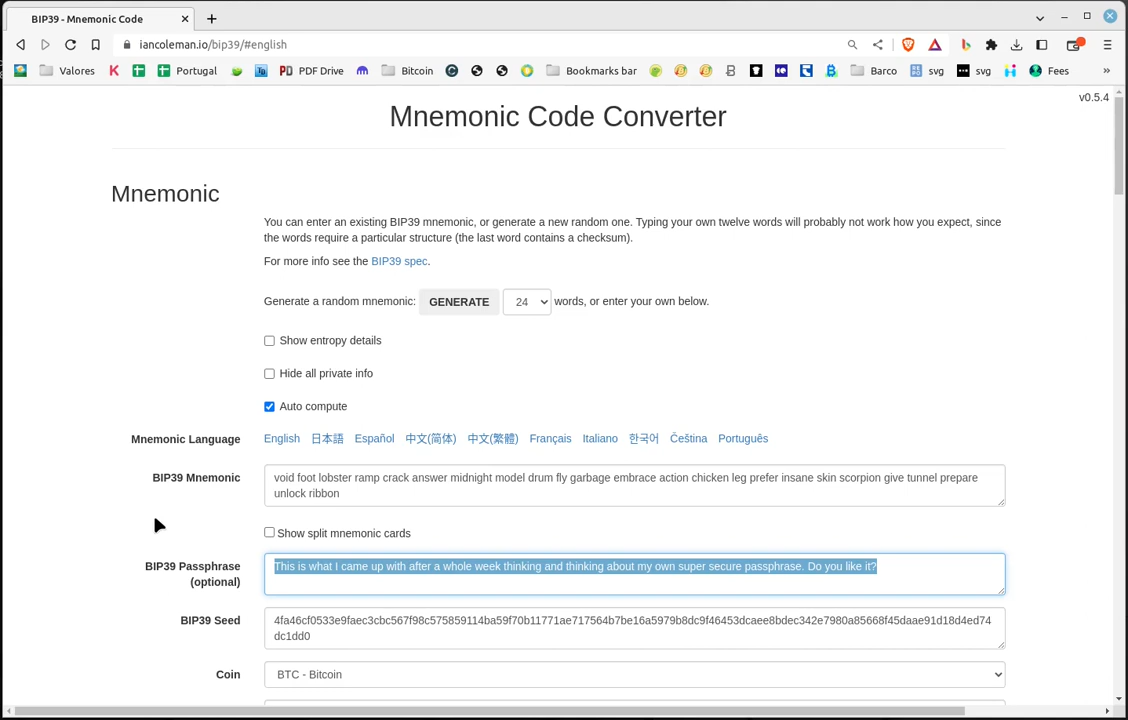 BIP39 - Mnemonic Code
iancoleman.io/bip39/#english
Valores Portugal PDF Drive Bitcoin Bookmarks bar Barco svg svg Fees »
v0.5.4
Mnemonic Code Converter
Mnemonic
You can enter an existing BIP39 mnemonic, or generate a new random one. Typing your own twelve words will probably not work how you expect, since
the words require a particular structure (the last word contains a checksum).
For more info see the BIP39 spec.
Generate a random mnemonic: GENERATE 24 words, or enter your own below.
Show entropy details
Hide all private info
Auto compute
Mnemonic Language English 日本語 Español 中文(简体) 中文(繁體) Français Italiano 한국어 Čeština Português
BIP39 Mnemonic void foot lobster ramp crack answer midnight model drum fly garbage embrace action chicken leg prefer insane skin scorpion give tunnel prepare
unlock ribbon
Show split mnemonic cards
BIP39 Passphrase This is what I came up with after a whole week thinking and thinking about my own super secure passphrase. Do you like it?
(optional)
BIP39 Seed 4fa46cf0533e9faec3cbc567f98c575859114ba59f70b11771ae717564b7be16a5979b8dc9f46453dcaee8bdec342e7980a85668f45daae91d18d4ed74
dc1dd0
Coin BTC - Bitcoin